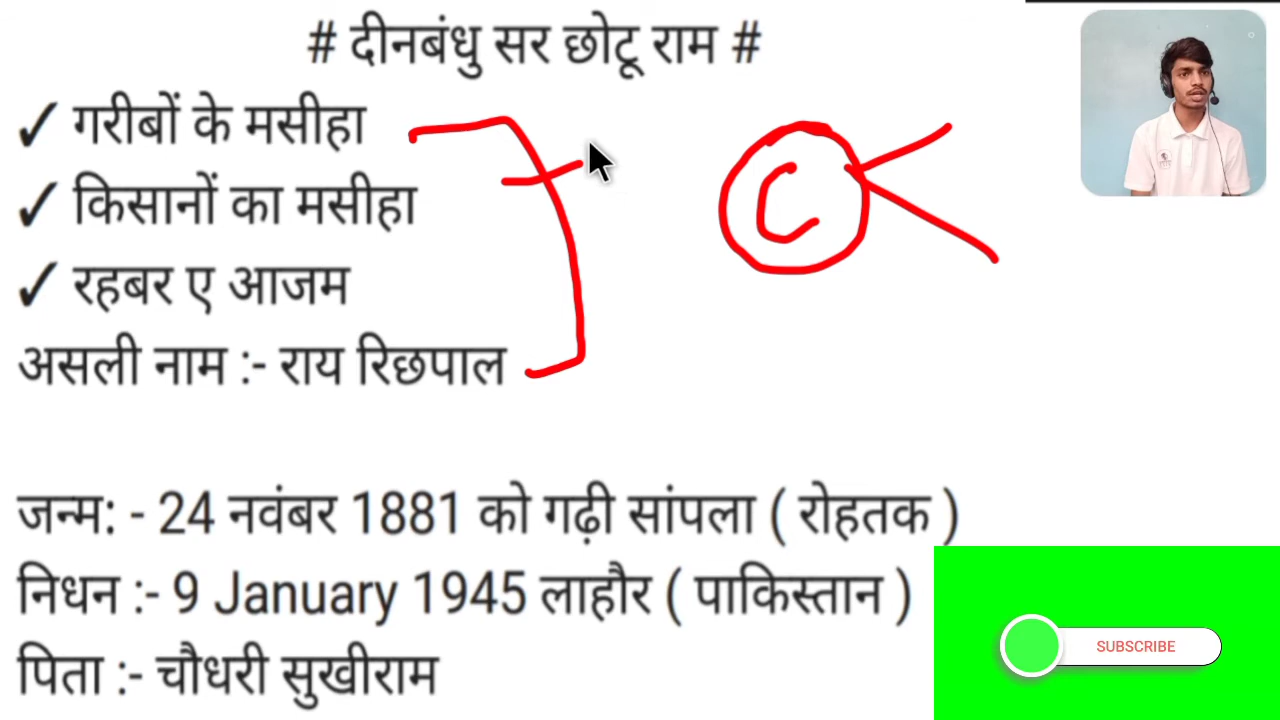 # दीनबंधु सर छोटू राम #
✓ गरीबों के मसीहा
✓ किसानों का मसीहा
✓ रहबर ए आजम
असली नाम :- राय रिछपाल
C
जन्म: - 24 नवंबर 1881 को गढ़ी सांपला ( रोहतक )
निधन :- 9 January 1945 लाहौर ( पाकिस्तान )
पिता :- चौधरी सुखीराम
SUBSCRIBE